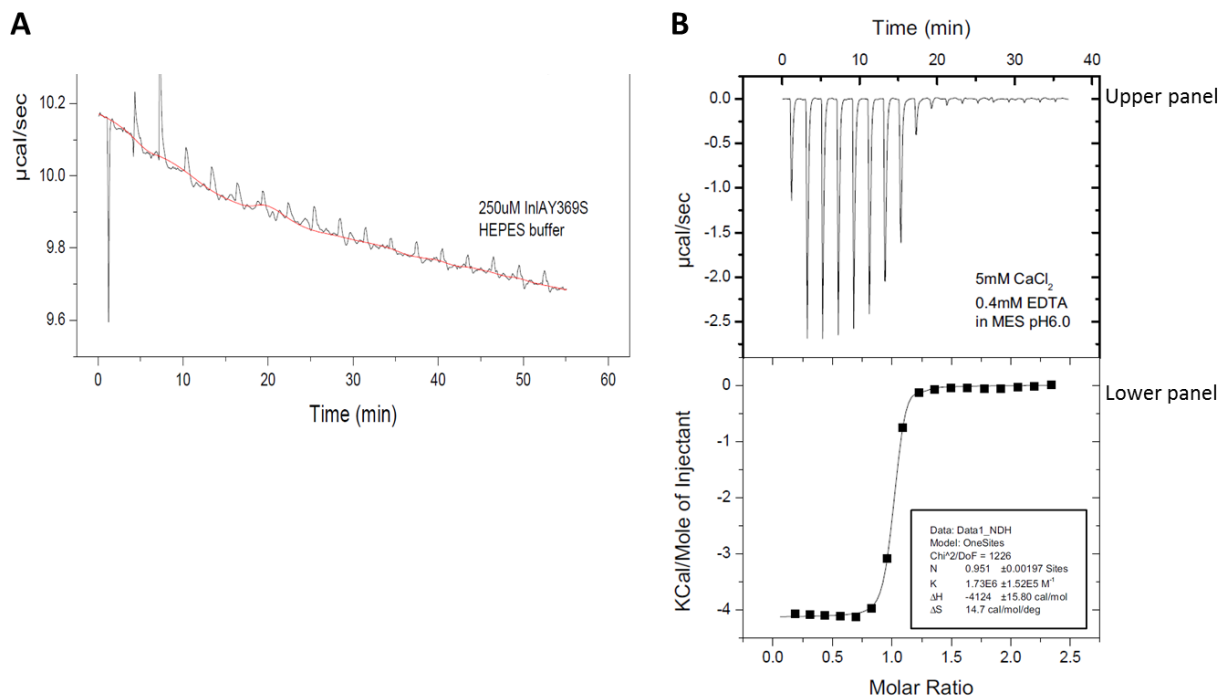 A
10.2
10.0
9.8
9.6
µcal/sec
250uM InlAY369S
HEPES buffer
0 10 20 30 40 50 60
Time (min)
B
Time (min)
0 10 20 30 40
0.0
-0.5
-1.0
-1.5
-2.0
-2.5
µcal/sec
Upper panel
5mM CaCl₂
0.4mM EDTA
in MES pH6.0
0
-1
-2
-3
-4
KCal/Mole of Injectant
Lower panel
Data: Data1_NDH
Model: OneSites
Chi^2/DoF = 1226
N 0.951 ±0.00197 Sites
K 1.73E6 ±1.52E5 M⁻¹
ΔH -4124 ±15.80 cal/mol
ΔS 14.7 cal/mol/deg
0.0 0.5 1.0 1.5 2.0 2.5
Molar Ratio